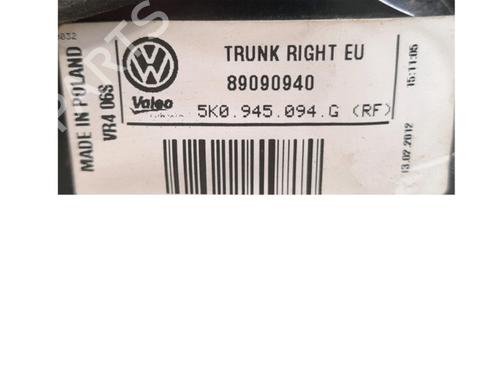 TRUNK RIGHT EU
89090940
Valeo
5K0.945.094.G (RF)
MADE IN POLAND
VR4 06S
15:11:05
13.02.2012